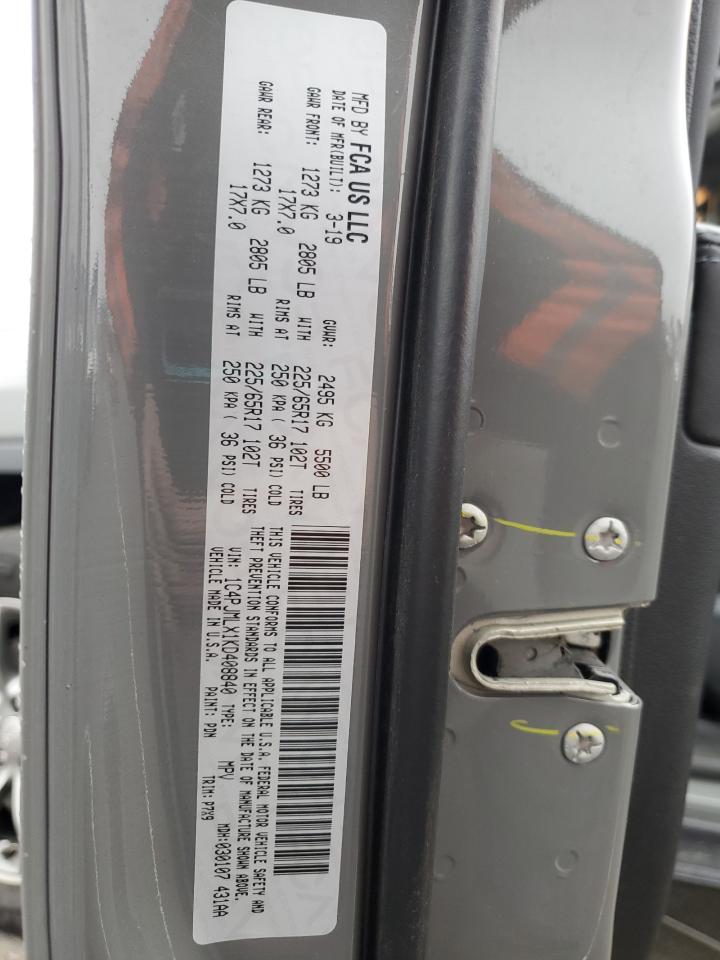 MFD BY FCA US LLC
DATE OF MFR(BUILT): 3-19 GVWR: 2495 KG 5500 LB
GAWR FRONT: 1273 KG 2805 LB WITH 225/65R17 102T TIRES
17X7.0 RIMS AT 250 KPA ( 36 PSI) COLD
GAWR REAR: 1273 KG 2805 LB WITH 225/65R17 102T TIRES
17X7.0 RIMS AT 250 KPA ( 36 PSI) COLD
THIS VEHICLE CONFORMS TO ALL APPLICABLE U.S.A. FEDERAL MOTOR VEHICLE SAFETY AND
THEFT PREVENTION STANDARDS IN EFFECT ON THE DATE OF MANUFACTURE SHOWN ABOVE.
VIN: 1C4PJMLX1KD408840 TYPE: MPV MDH:030107 431AA
VEHICLE MADE IN U.S.A. PAINT: PDN TRIM: P7X9